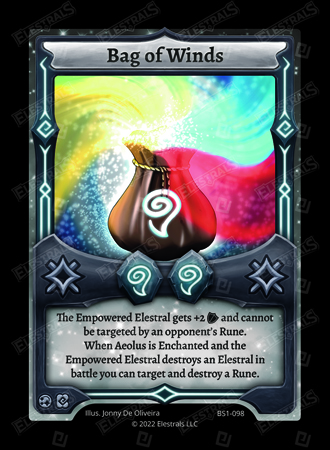 Bag of Winds
The Empowered Elestral gets +2 and cannot
be targeted by an opponent's Rune.
When Aeolus is Enchanted and the
Empowered Elestral destroys an Elestral in
battle you can target and destroy a Rune.
Illus. Jonny De Oliveira BS1-098
© 2022 Elestrals LLC